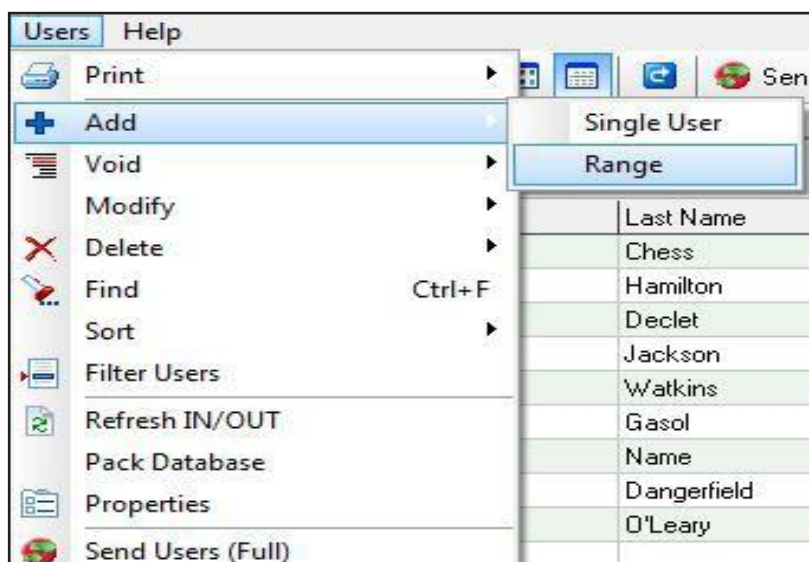 Users Help
Print
Sen
Add
Single User
Void
Range
Modify
Last Name
Delete
Chess
Find Ctrl+F
Hamilton
Sort
Declet
Filter Users
Jackson
Watkins
Refresh IN/OUT
Gasol
Pack Database
Name
Properties
Dangerfield
O'Leary
Send Users (Full)